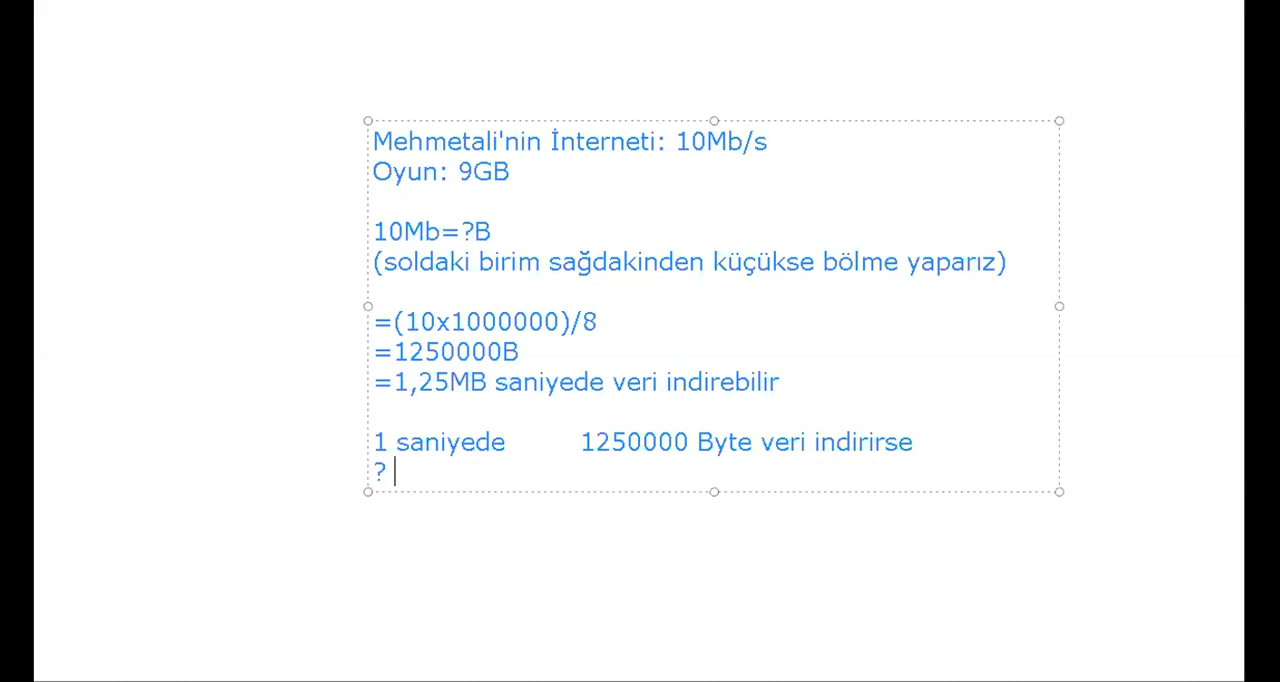 Mehmetali'nin İnterneti: 10Mb/s
Oyun: 9GB
10Mb=?B
(soldaki birim sağdakinden küçükse bölme yaparız)
=(10x1000000)/8
=1250000B
=1,25MB saniyede veri indirebilir
1 saniyede 1250000 Byte veri indirirse
?